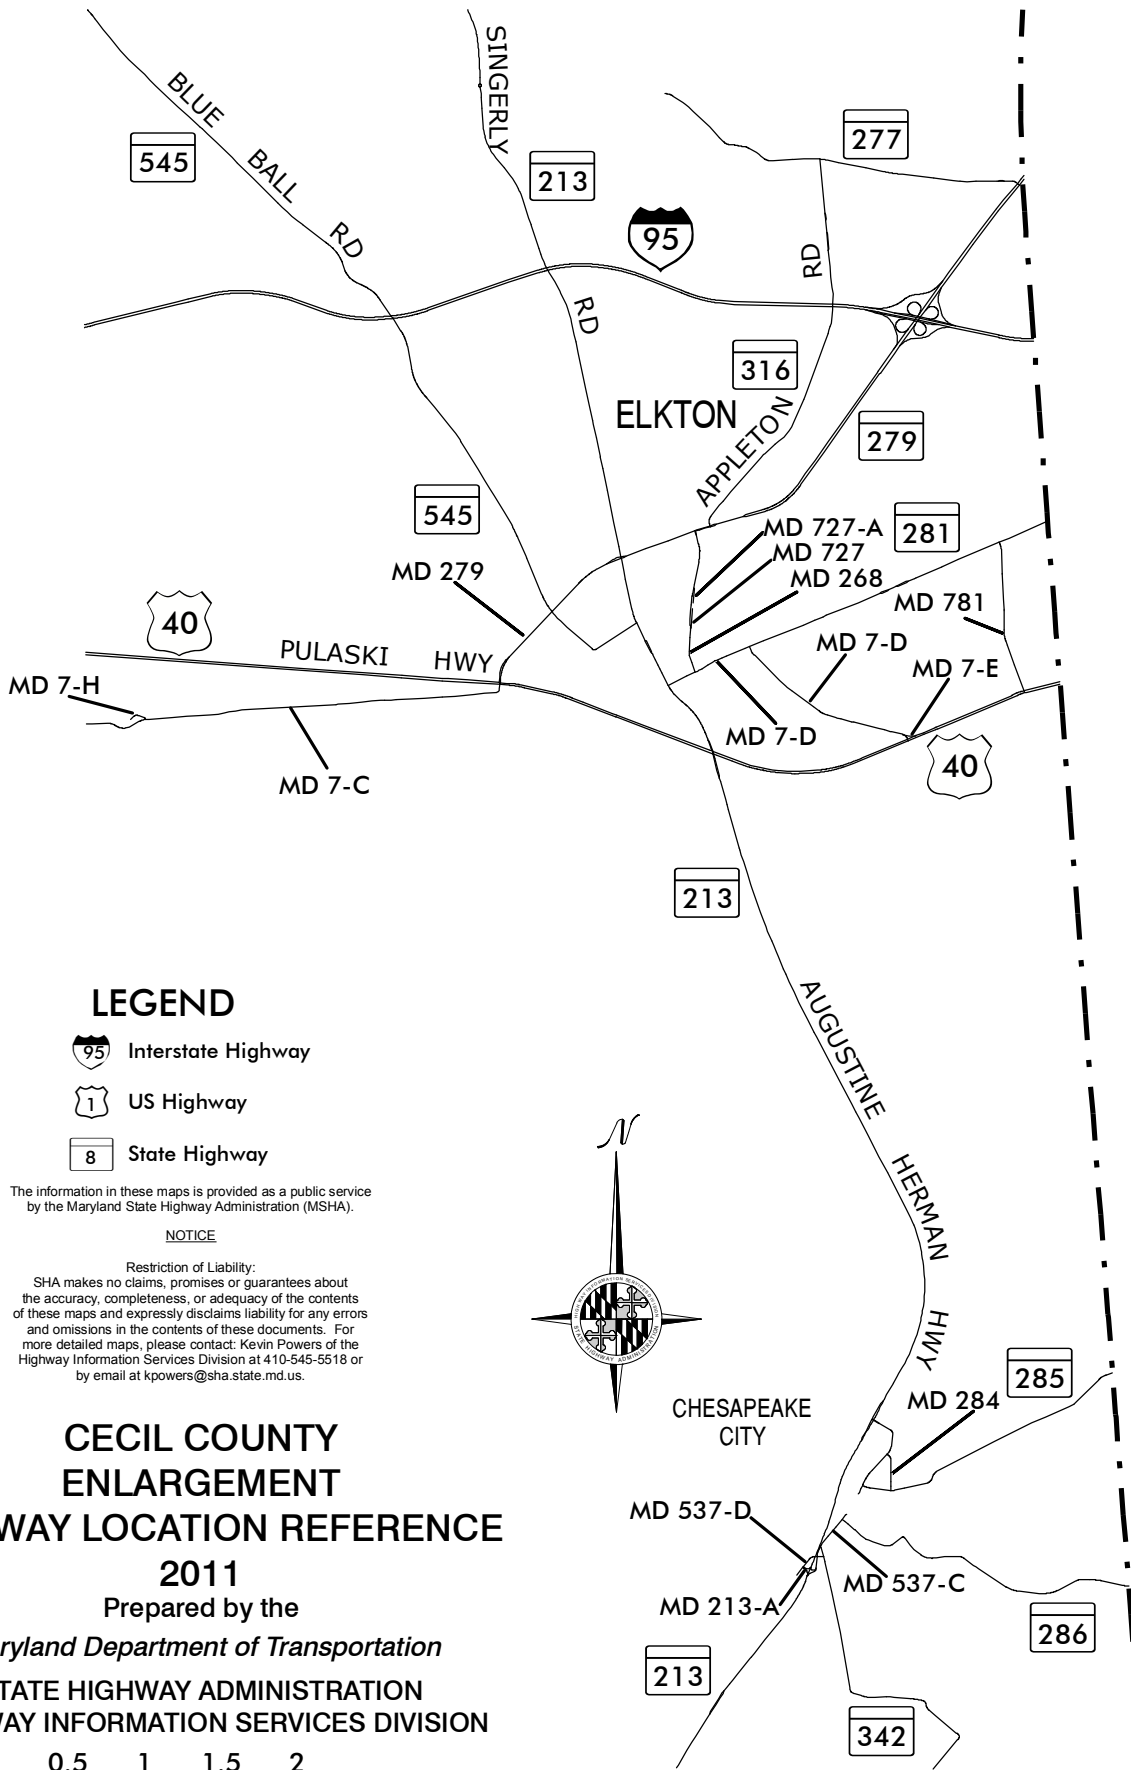 SINGERLY
BLUE
277
545
BALL
213
RD
95
RD
RD
316
ELKTON
APPLETON
279
545
MD 727-A
281
MD 727
MD 279
MD 268
MD 781
40
MD 7-D
PULASKI HWY
MD 7-E
MD 7-H
MD 7-D
40
MD 7-C
213
AUGUSTINE
LEGEND
95 Interstate Highway
1 US Highway
8 State Highway
N
HERMAN
The information in these maps is provided as a public service
by the Maryland State Highway Administration (MSHA).
NOTICE
Restriction of Liability:
SHA makes no claims, promises or guarantees about
the accuracy, completeness, or adequacy of the contents
of these maps and expressly disclaims liability for any errors
and omissions in the contents of these documents. For
more detailed maps, please contact: Kevin Powers of the
Highway Information Services Division at 410-545-5518 or
by email at kpowers@sha.state.md.us.
HIGHWAY INFORMATION SERVICES DIVISION
STATE HIGHWAY ADMINISTRATION
HWY
285
MD 284
CHESAPEAKE
CITY
CECIL COUNTY
ENLARGEMENT
WAY LOCATION REFERENCE
2011
Prepared by the
ryland Department of Transportation
TATE HIGHWAY ADMINISTRATION
WAY INFORMATION SERVICES DIVISION
0.5 1 1.5 2
MD 537-D
MD 537-C
MD 213-A
286
213
342